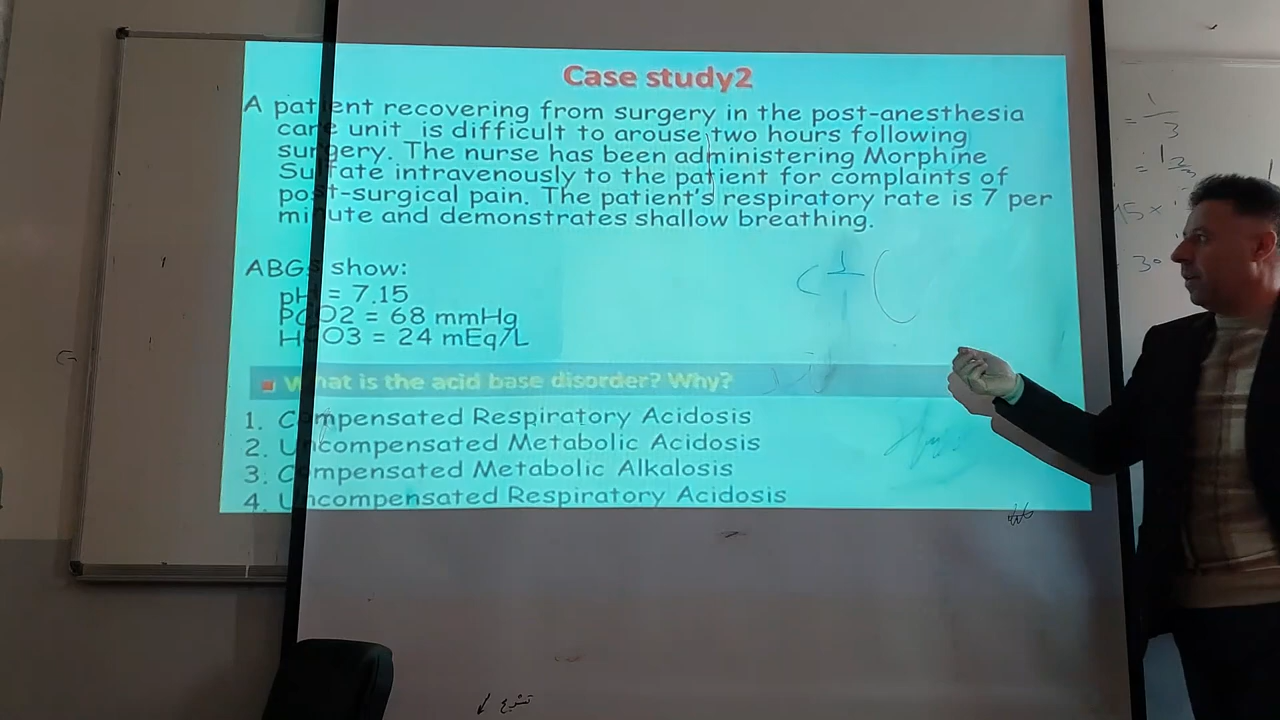 Case study2
A patient recovering from surgery in the post-anesthesia
care unit is difficult to arouse two hours following
surgery. The nurse has been administering Morphine
Sulfate intravenously to the patient for complaints of
post-surgical pain. The patient's respiratory rate is 7 per
minute and demonstrates shallow breathing.
ABGs show:
pH = 7.15
PCO2 = 68 mmHg
HCO3 = 24 mEq/L
What is the acid base disorder? Why?
1. Compensated Respiratory Acidosis
2. Uncompensated Metabolic Acidosis
3. Compensated Metabolic Alkalosis
4. Uncompensated Respiratory Acidosis
= 1/3